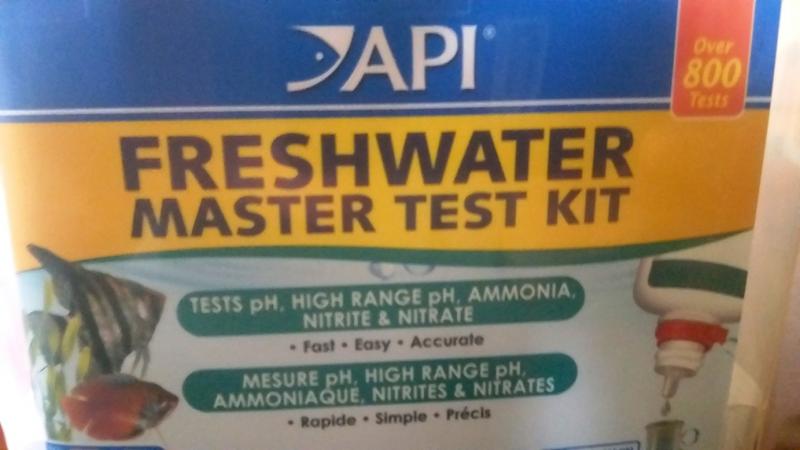 API®
Over
800
Tests
FRESHWATER
MASTER TEST KIT
TESTS pH, HIGH RANGE pH, AMMONIA,
NITRITE & NITRATE
• Fast • Easy • Accurate
MESURE pH, HIGH RANGE pH,
AMMONIAQUE, NITRITES & NITRATES
• Rapide • Simple • Précis